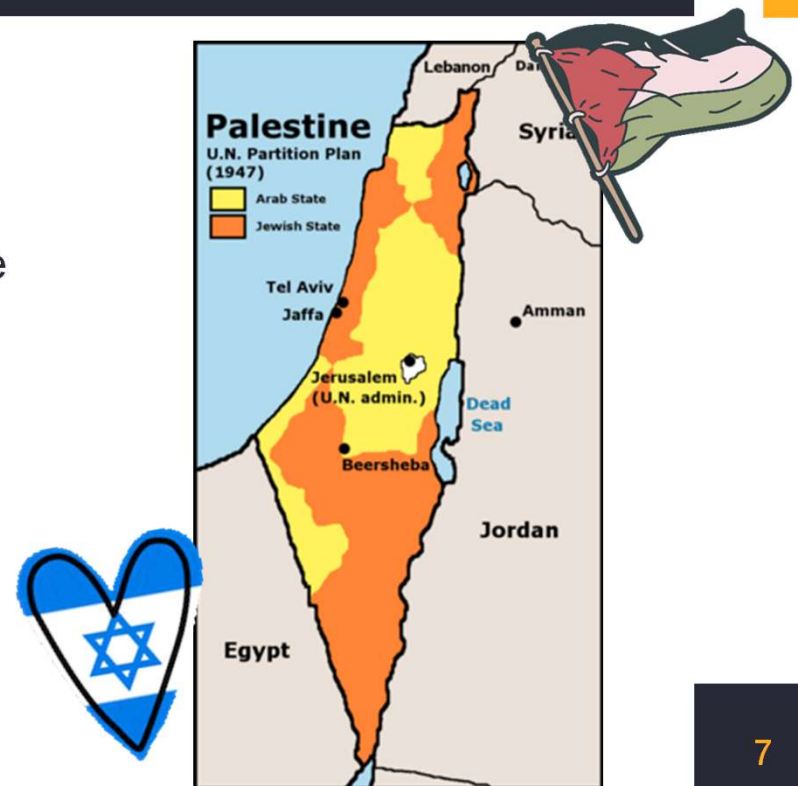 Lebanon
Palestine
U.N. Partition Plan
(1947)
Syria
Arab State
Jewish State
e
Tel Aviv
Jaffa
Amman
Jerusalem
(U.N. admin.)
Dead
Sea
Beersheba
Jordan
Egypt
7